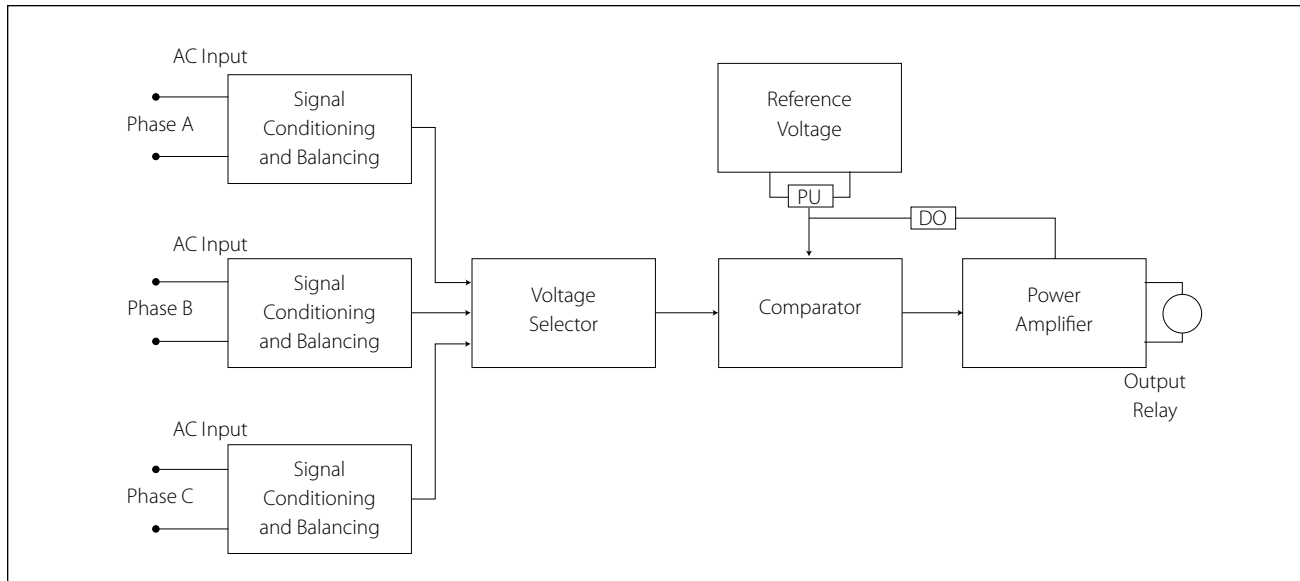 AC Input
Phase A
Signal
Conditioning
and Balancing
AC Input
Phase B
Signal
Conditioning
and Balancing
AC Input
Phase C
Signal
Conditioning
and Balancing
Voltage
Selector
Reference
Voltage
PU
DO
Comparator
Power
Amplifier
Output
Relay